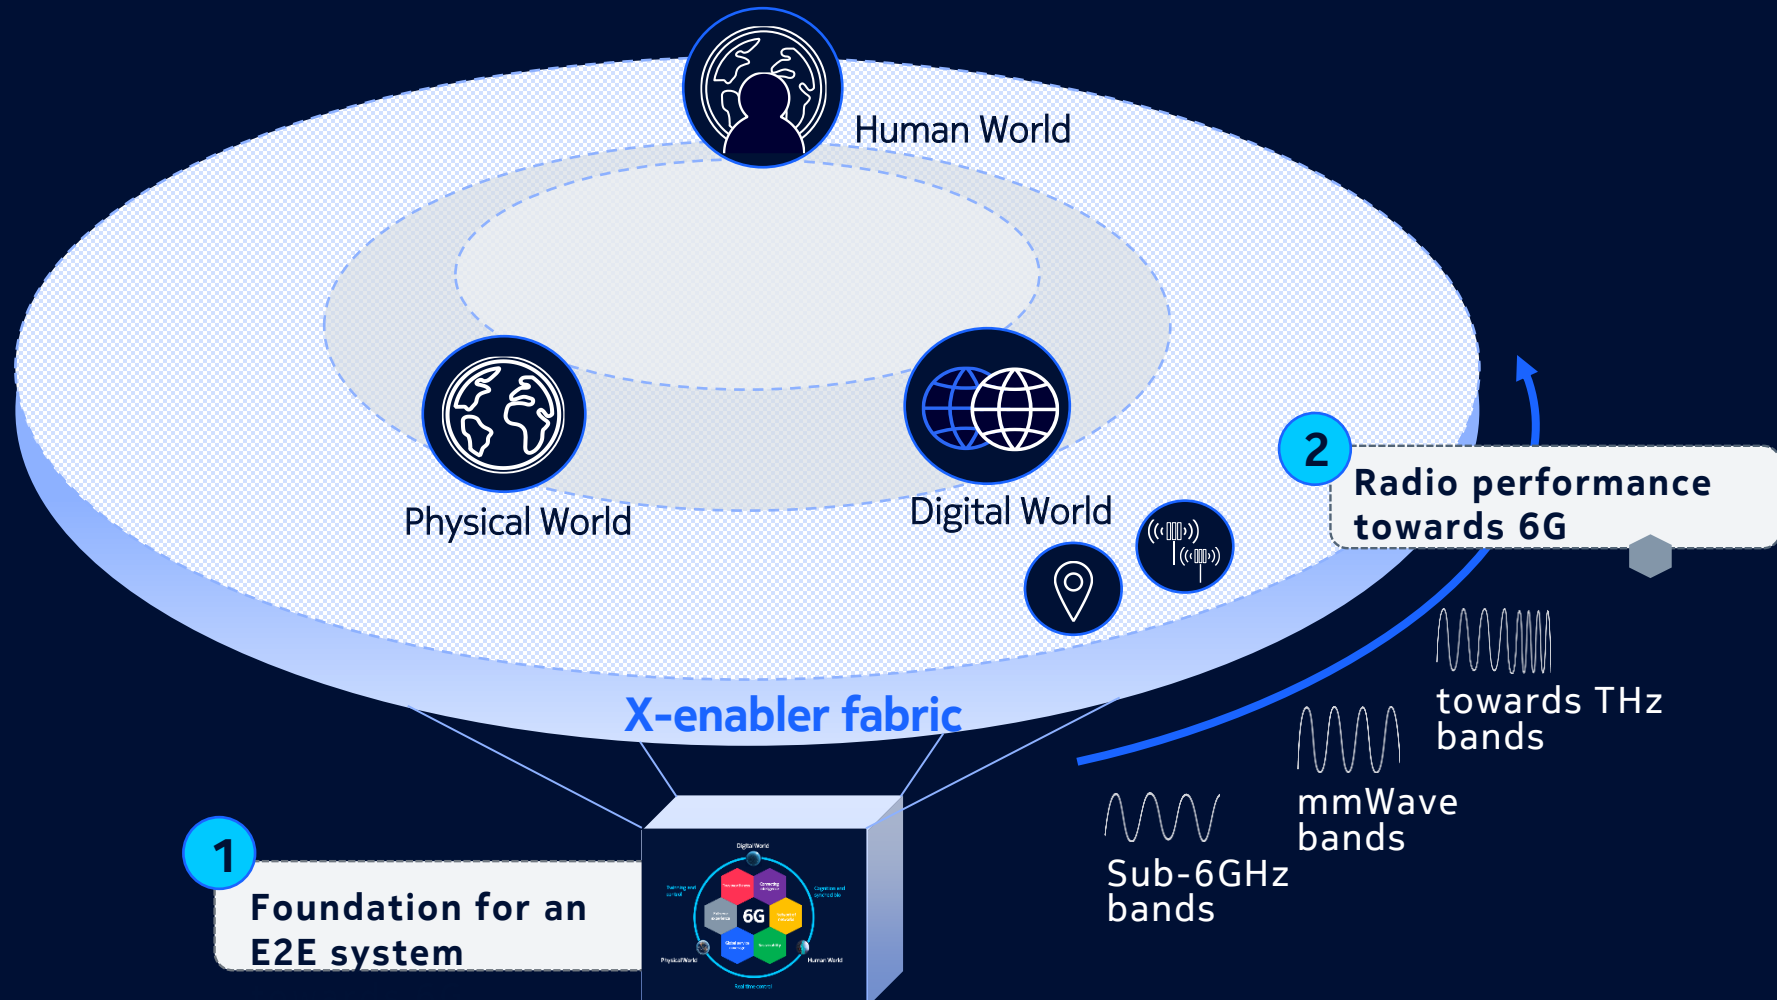 Human World
Physical World
Digital World
2
Radio performance
towards 6G
X-enabler fabric
towards THz
bands
mmWave
bands
Sub-6GHz
bands
1
Foundation for an
E2E system
Digital World
6G
Physical World
Human World